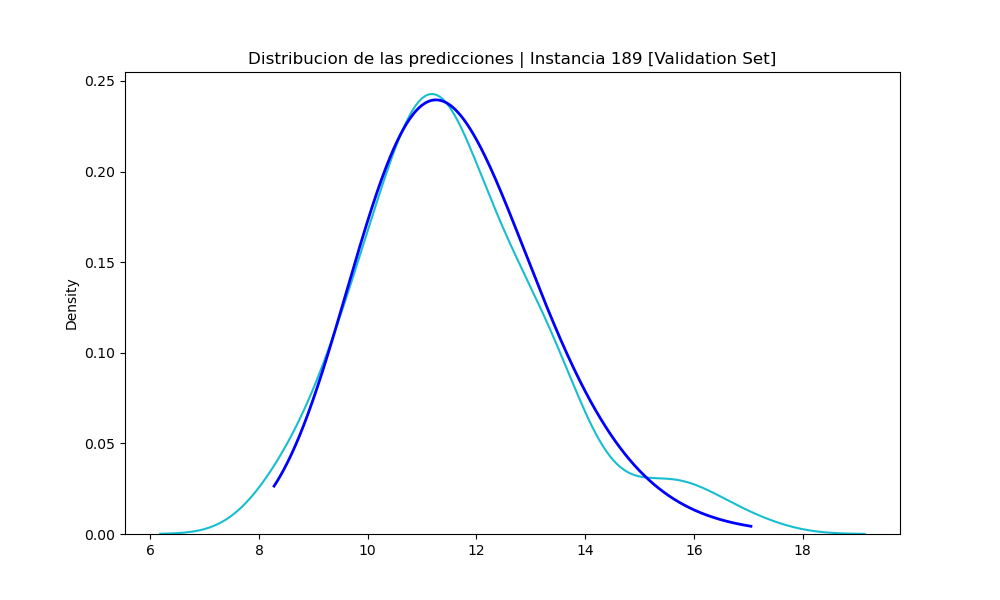 Distribucion de las predicciones | Instancia 189 [Validation Set]
0.25
0.20
0.15
0.10
0.05
0.00
Density
6 8 10 12 14 16 18